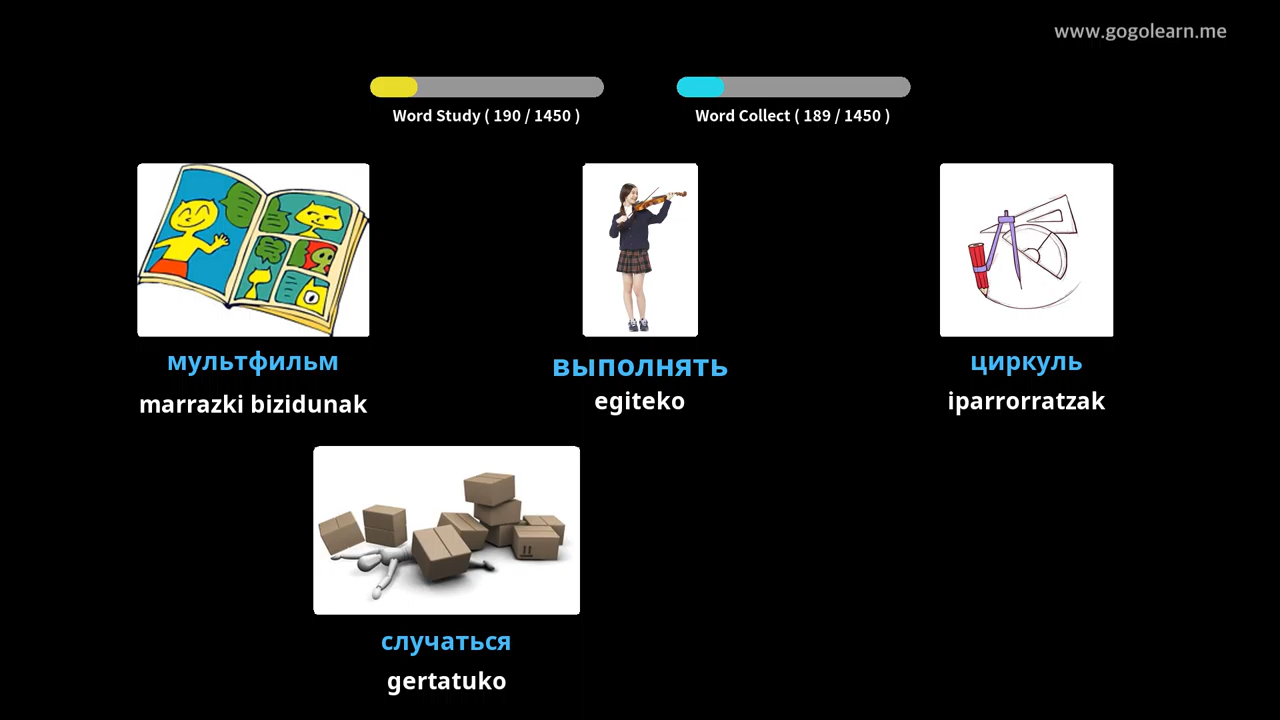 www.gogolearn.me
Word Study ( 190 / 1450 )
Word Collect ( 189 / 1450 )
мультфильм
marrazki bizidunak
выполнять
egiteko
циркуль
iparrorratzak
случаться
gertatuko